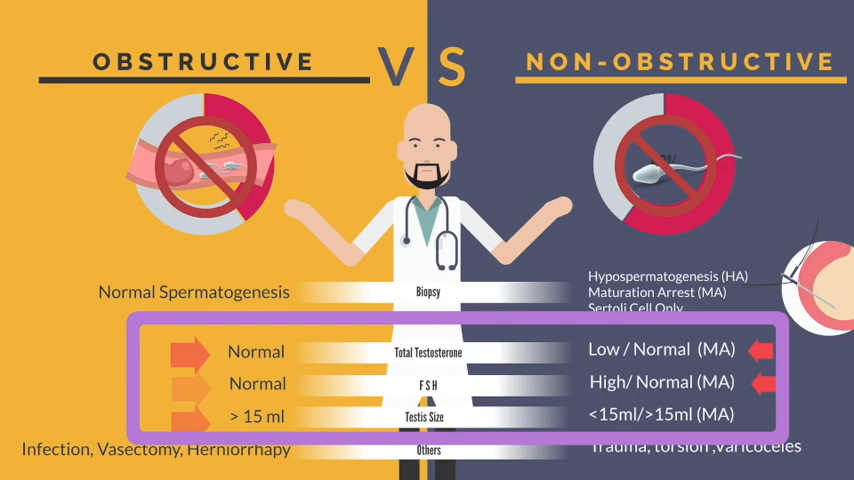 OBSTRUCTIVE VS NON-OBSTRUCTIVE
Normal Spermatogenesis
Biopsy
Hypospermatogenesis (HA)
Maturation Arrest (MA)
Sertoli Cell Only
Normal Total Testosterone Low / Normal (MA)
Normal FSH High/ Normal (MA)
> 15 ml Testis Size <15ml/>15ml (MA)
Infection, Vasectomy, Herniorrhapy Others Trauma, torsion ,varicoceles